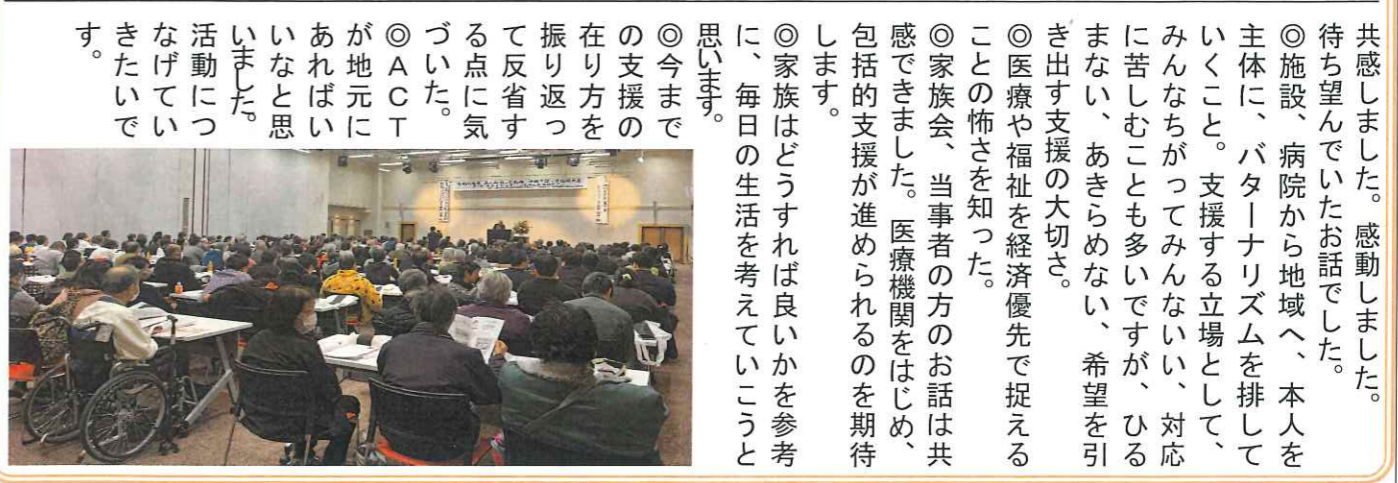 共感しました。感動しました。
待ち望んでいたお話でした。
◎施設、病院から地域へ、本人を
主体に、パターナリズムを排して
いくこと。支援する立場として、
みんなちがってみんないい、対応
に苦しむことも多いですが、ひる
まない、あきらめない、希望を引
き出す支援の大切さ。
◎医療や福祉を経済優先で捉える
ことの怖さを知った。
◎家族会、当事者の方のお話は共
感できました。医療機関をはじめ、
包括的支援が進められるのを期待
します。
◎家族はどうすれば良いかを参考
に、毎日の生活を考えていこうと
思います。
◎今まで
の支援の
在り方を
振り返っ
て反省す
る点に気
づいた。
◎ACT
が地元に
あればい
いなと思
いました。
活動につ
なげてい
きたいで
す。